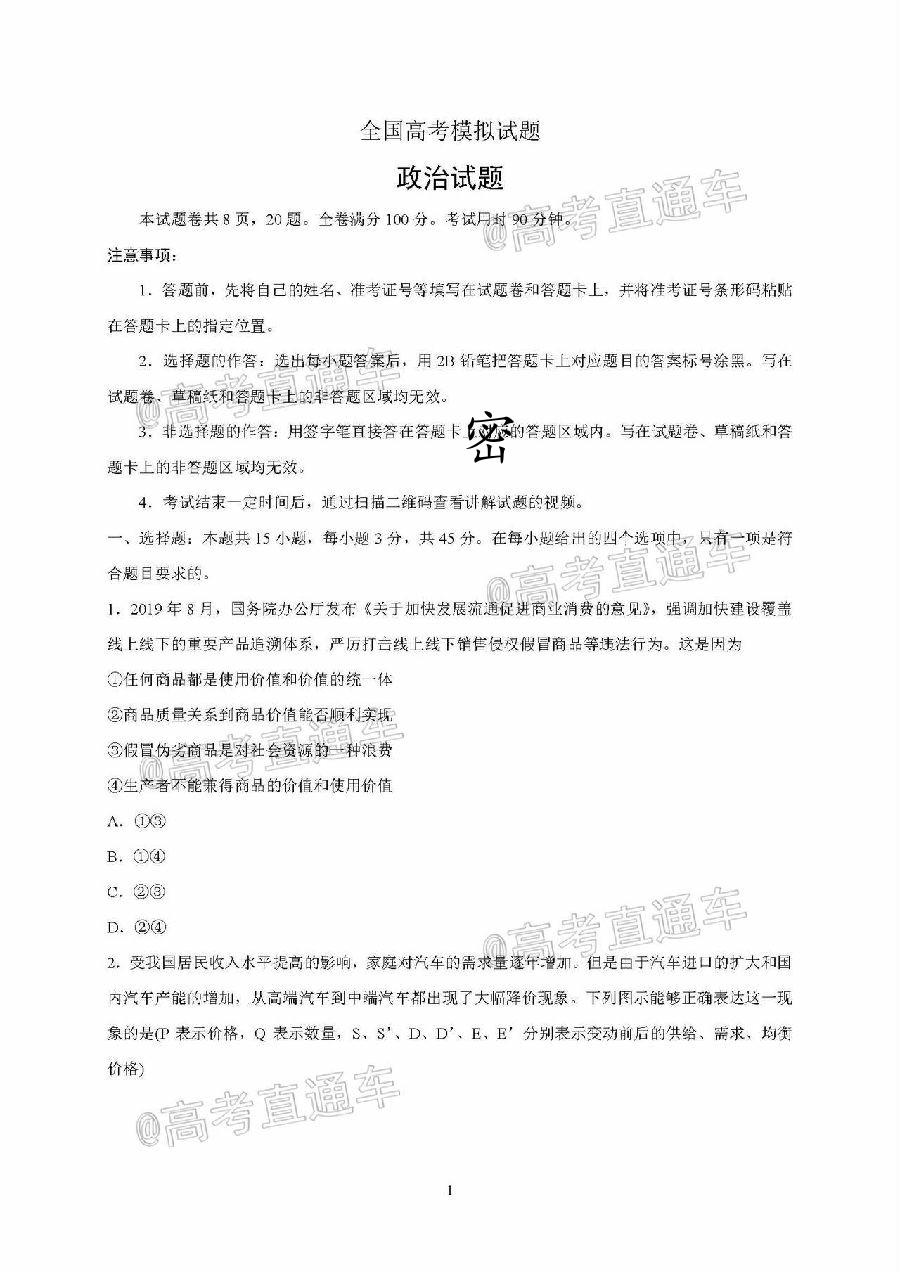 全国高考模拟试题
政治试题
本试题卷共8页，20题。全卷满分100分。考试用时90分钟。
@高考直通车
注意事项：
1．答题前，先将自己的姓名、准考证号等填写在试题卷和答题卡上，并将准考证号条形码粘贴
在答题卡上的指定位置。
2．选择题的作答：选出每小题答案后，用2B铅笔把答题卡上对应题目的答案标号涂黑。写在
试题卷、草稿纸和答题卡上的非答题区域均无效。
@高考直通车
3．非选择题的作答：用签字笔直接答在答题卡上对应的答题区域内。写在试题卷、草稿纸和答
密
题卡上的非答题区域均无效。
4．考试结束一定时间后，通过扫描二维码查看讲解试题的视频。
一、选择题：本题共15小题，每小题3分，共45分。在每小题给出的四个选项中，只有一项是符
合题目要求的。
@高考直通车
1．2019年8月，国务院办公厅发布《关于加快发展流通促进商业消费的意见》，强调加快建设覆盖
线上线下的重要产品追溯体系，严厉打击线上线下销售侵权假冒商品等违法行为。这是因为
①任何商品都是使用价值和价值的统一体
②商品质量关系到商品价值能否顺利实现
③假冒伪劣商品是对社会资源的一种浪费
@高考直通车
④生产者不能兼得商品的价值和使用价值
A．①③
B．①④
C．②③
D．②④
@高考直通车
2．受我国居民收入水平提高的影响，家庭对汽车的需求量逐年增加。但是由于汽车进口的扩大和国
内汽车产能的增加，从高端汽车到中端汽车都出现了大幅降价现象。下列图示能够正确表达这一现
象的是(P 表示价格，Q 表示数量，S、S′、D、D′、E、E′分别表示变动前后的供给、需求、均衡
价格)
@高考直通车
1